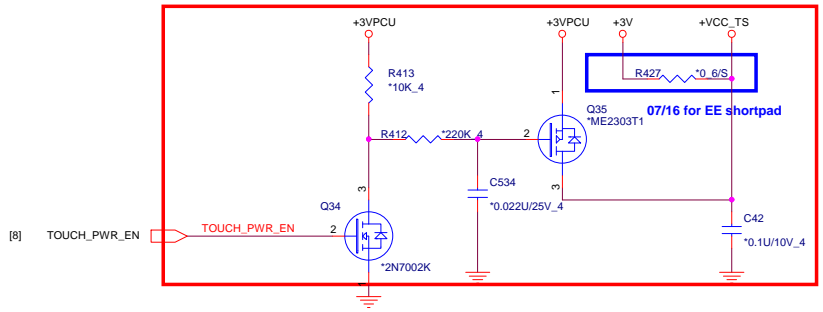 +3VPCU
+3VPCU
+3V
+VCC_TS
R413
*10K_4
R427
*0_6/S
1
Q35
*ME2303T1
07/16 for EE shortpad
R412
*220K_4
2
3
C534
*0.022U/25V_4
3
Q34
C42
*0.1U/10V_4
[8]
TOUCH_PWR_EN
TOUCH_PWR_EN
2
*2N7002K
1